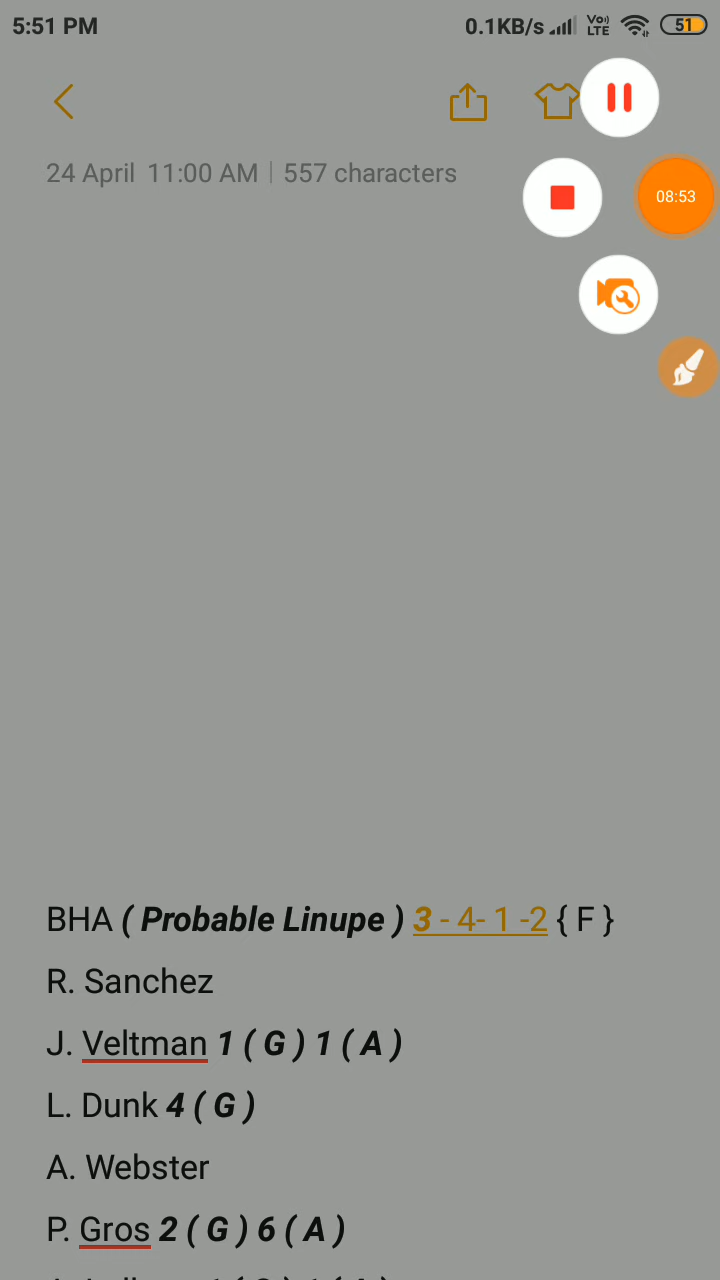 5:51 PM 0.1KB/s Vo LTE 51
24 April 11:00 AM | 557 characters
08:53
BHA ( Probable Linupe ) 3 - 4- 1 -2 { F }
R. Sanchez
J. Veltman 1 ( G ) 1 ( A )
L. Dunk 4 ( G )
A. Webster
P. Gros 2 ( G ) 6 ( A )